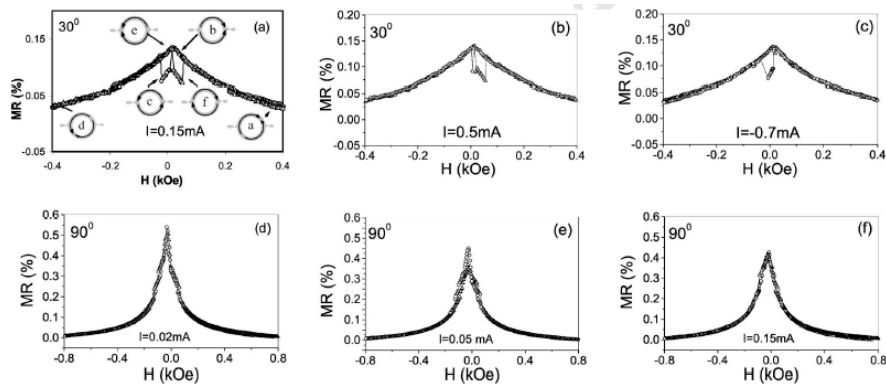 30⁰ e b (a)
0.15
MR (%)
0.05
d c f a
I=0.15mA
-0.05
-0.4 -0.2 0.0 0.2 0.4
H (kOe)
0.20
30⁰ (b)
0.15
0.10
MR (%)
0.05
0.00
I=0.5mA
-0.05
-0.4 -0.2 0.0 0.2 0.4
H (kOe)
0.20
30⁰ (c)
0.15
0.10
MR (%)
0.05
0.00
I=-0.7mA
-0.05
-0.4 -0.2 0.0 0.2 0.4
H (kOe)
0.6
90⁰ (d)
0.5
0.4
MR (%)
0.3
0.2
0.1
0.0
I=0.02mA
-0.8 -0.4 0.0 0.4 0.8
H (kOe)
0.6
90⁰ (e)
0.5
0.4
MR (%)
0.3
0.2
0.1
0.0
I=0.05 mA
-0.8 -0.4 0.0 0.4 0.8
H (kOe)
0.6
90⁰ (f)
0.5
0.4
MR (%)
0.3
0.2
0.1
0.0
I=0.15mA
-0.8 -0.4 0.0 0.4 0.8
H (kOe)